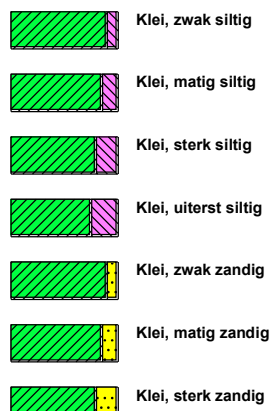 Klei, zwak siltig
Klei, matig siltig
Klei, sterk siltig
Klei, uiterst siltig
Klei, zwak zandig
Klei, matig zandig
Klei, sterk zandig